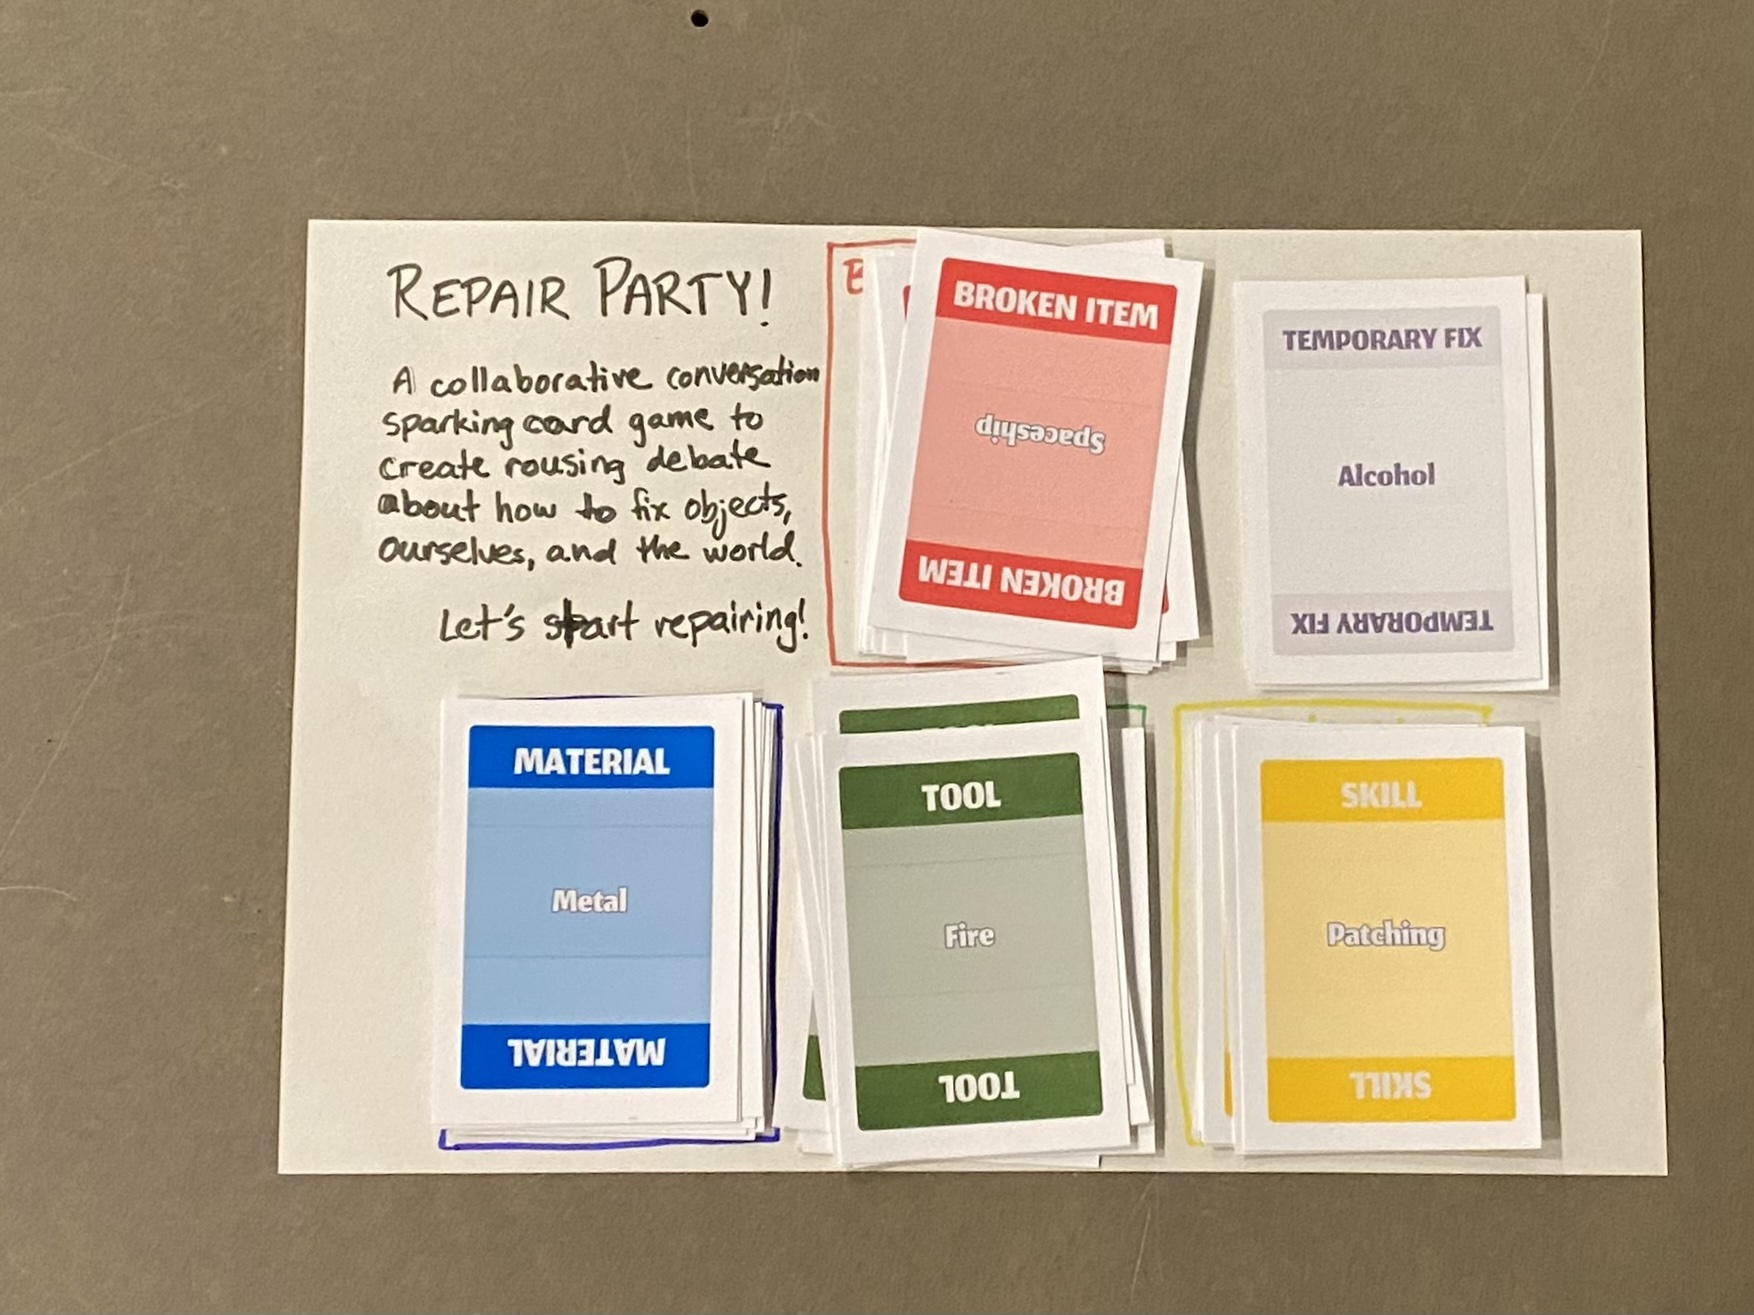 REPAIR PARTY!
A collaborative conversation
sparking card game to
create rousing debate
about how to fix objects,
ourselves, and the world.
Let's start repairing!
BROKEN ITEM
Spaceship
BROKEN ITEM
TEMPORARY FIX
Alcohol
TEMPORARY FIX
MATERIAL
Metal
MATERIAL
TOOL
Fire
TOOL
SKILL
Patching
SKILL